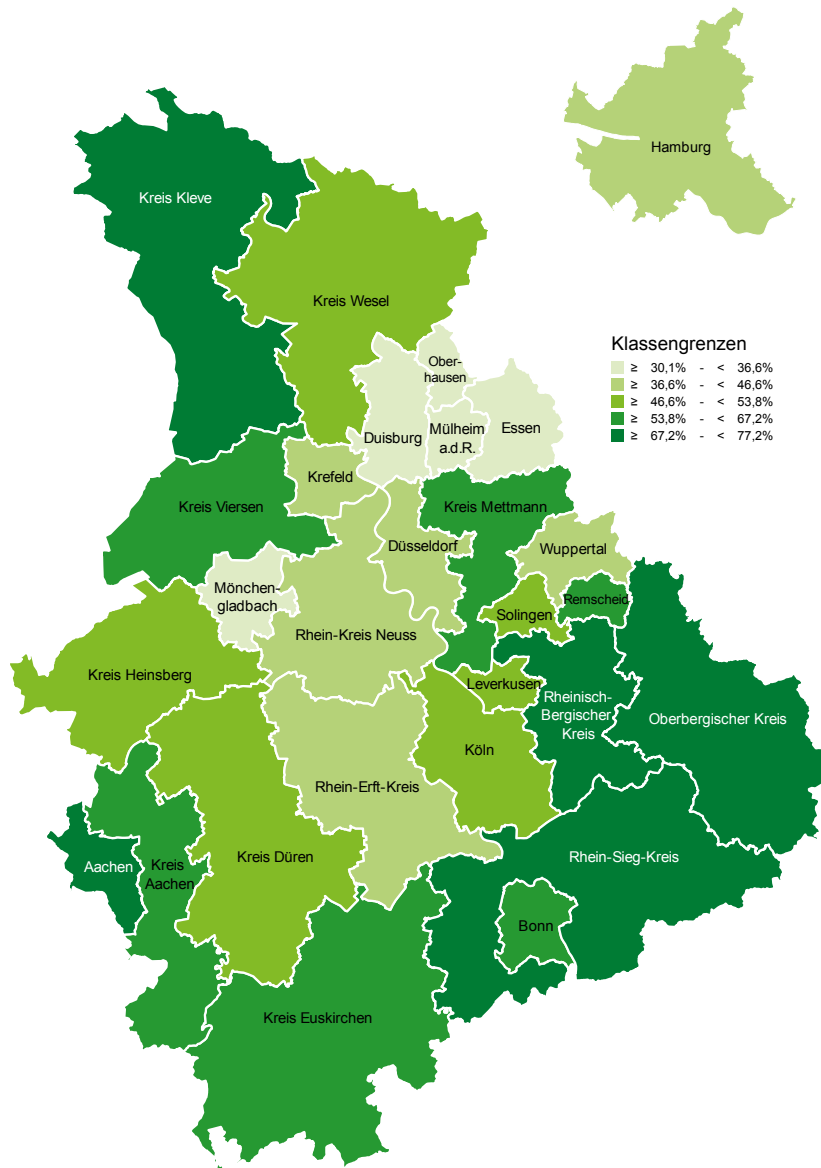 Hamburg
Kreis Kleve
Kreis Wesel
Klassengrenzen
≥ 30,1% - < 36,6%
≥ 36,6% - < 46,6%
≥ 46,6% - < 53,8%
≥ 53,8% - < 67,2%
≥ 67,2% - < 77,2%
Ober-
hausen
Duisburg
Mülheim
a.d.R.
Essen
Krefeld
Kreis Viersen
Kreis Mettmann
Düsseldorf
Wuppertal
Mönchen-
gladbach
Remscheid
Solingen
Rhein-Kreis Neuss
Kreis Heinsberg
Leverkusen
Rheinisch-
Bergischer
Kreis
Oberbergischer Kreis
Köln
Rhein-Erft-Kreis
Kreis Düren
Rhein-Sieg-Kreis
Aachen
Kreis
Aachen
Bonn
Kreis Euskirchen